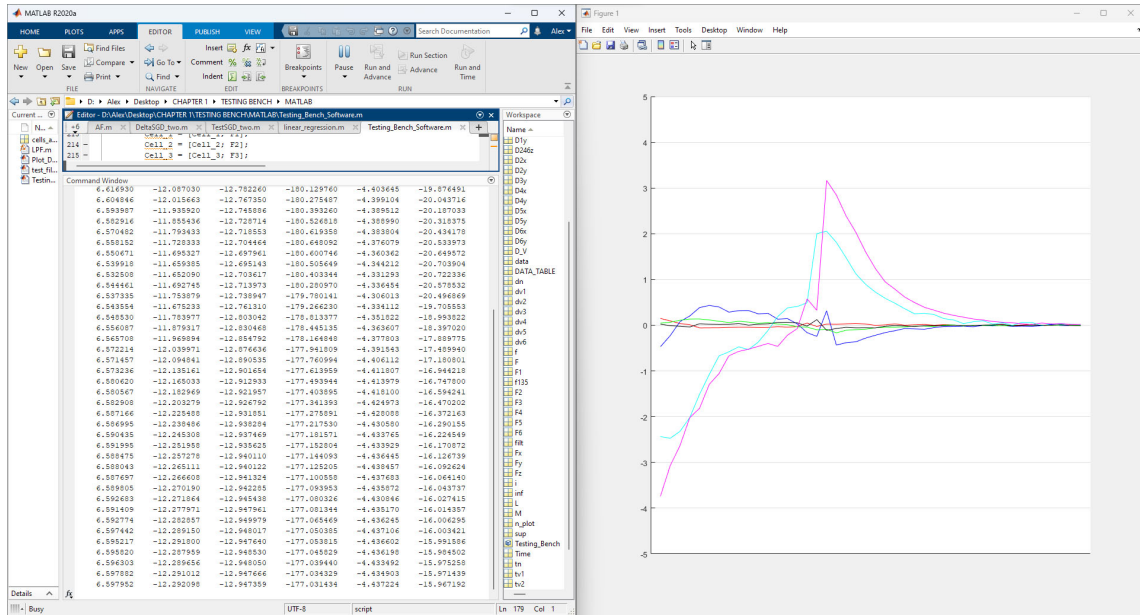 MATLAB R2020a
HOME PLOTS APPS EDITOR PUBLISH VIEW Search Documentation Alex
New Open Save Find Files Compare Print Go To Find Insert fx Comment % Indent Breakpoints Pause Run and Advance Run Section Advance Run and Time
FILE NAVIGATE EDIT BREAKPOINTS RUN
D: Alex Desktop CHAPTER 1 TESTING BENCH MATLAB
Current ...
N...
cells_a...
LPF.m
Plot_D...
test_fil...
Testin...
Details
Editor - D:\Alex\Desktop\CHAPTER 1\TESTING BENCH\MATLAB\Testing_Bench_Software.m
+6 AF.m DeltaSGD_two.m TestSGD_two.m linear_regression.m Testing_Bench_Software.m +
213 Cell_1 = [Cell_1; F1];
214 - Cell_2 = [Cell_2; F2];
215 - Cell_3 = [Cell_3; F3];
Command Window
6.616930 -12.087030 -12.782260 -180.129760 -4.403645 -19.876491
6.604846 -12.015663 -12.767350 -180.275487 -4.399104 -20.043716
6.593987 -11.935920 -12.745886 -180.393260 -4.389512 -20.187033
6.582916 -11.855436 -12.728714 -180.526818 -4.388990 -20.318375
6.570482 -11.793433 -12.718553 -180.619358 -4.383804 -20.434178
6.558152 -11.728333 -12.704464 -180.648092 -4.376079 -20.533973
6.550671 -11.695327 -12.697961 -180.600746 -4.360362 -20.649572
6.539918 -11.659385 -12.695143 -180.505649 -4.344212 -20.703904
6.532508 -11.652090 -12.703617 -180.403344 -4.331293 -20.722336
6.544461 -11.692745 -12.713973 -180.280970 -4.336454 -20.578532
6.537335 -11.753879 -12.738947 -179.780141 -4.306013 -20.496869
6.543554 -11.675233 -12.761310 -179.266230 -4.334112 -19.705553
6.548530 -11.783977 -12.803042 -178.813377 -4.351822 -18.993822
6.556087 -11.879317 -12.830468 -178.445135 -4.363607 -18.397020
6.565708 -11.969894 -12.854792 -178.164848 -4.377803 -17.889775
6.572214 -12.039971 -12.876636 -177.941809 -4.391543 -17.489940
6.571457 -12.094841 -12.890535 -177.760994 -4.406112 -17.180801
6.573236 -12.135161 -12.901654 -177.613959 -4.411807 -16.944218
6.580620 -12.165033 -12.912933 -177.493944 -4.413979 -16.747800
6.580567 -12.182969 -12.921957 -177.403895 -4.418100 -16.594241
6.582908 -12.203279 -12.926792 -177.341393 -4.424973 -16.470202
6.587166 -12.225488 -12.931851 -177.275891 -4.428088 -16.372163
6.586995 -12.238486 -12.938284 -177.217530 -4.430580 -16.290155
6.590435 -12.245308 -12.937469 -177.181571 -4.433765 -16.224549
6.591995 -12.251958 -12.935625 -177.152804 -4.433929 -16.170872
6.588475 -12.257278 -12.940110 -177.144093 -4.436445 -16.126739
6.588043 -12.265111 -12.940122 -177.125205 -4.438457 -16.092624
6.587697 -12.266608 -12.941324 -177.100558 -4.437683 -16.064140
6.589805 -12.270190 -12.942285 -177.093953 -4.435872 -16.043737
6.592683 -12.271864 -12.945438 -177.080326 -4.430846 -16.027415
6.591409 -12.277971 -12.947961 -177.081344 -4.435170 -16.014357
6.592774 -12.282857 -12.949979 -177.065469 -4.436245 -16.006295
6.597442 -12.289150 -12.948017 -177.050385 -4.437106 -16.003421
6.595217 -12.291800 -12.947640 -177.053815 -4.436602 -15.991586
6.595820 -12.287959 -12.948530 -177.045829 -4.436198 -15.984502
6.596303 -12.289656 -12.948050 -177.039440 -4.433492 -15.975258
6.597882 -12.291012 -12.947666 -177.034329 -4.434903 -15.971439
6.597952 -12.292098 -12.947359 -177.031434 -4.437224 -15.967192
fx
Workspace
Name
D1y
D246z
D2x
D2y
D3y
D4x
D4y
D5x
D5y
D6x
D6y
D_V
data
DATA_TABLE
dn
dv1
dv2
dv3
dv4
dv5
dv6
f
F
F1
f135
F2
F3
F4
F5
F6
filt
Fx
Fy
Fz
i
inf
L
M
n_plot
sup
Testing_Bench
Time
tn
tv1
tv2
Busy UTF-8 script Ln 179 Col 1
Figure 1
File Edit View Insert Tools Desktop Window Help
5
4
3
2
1
0
-1
-2
-3
-4
-5